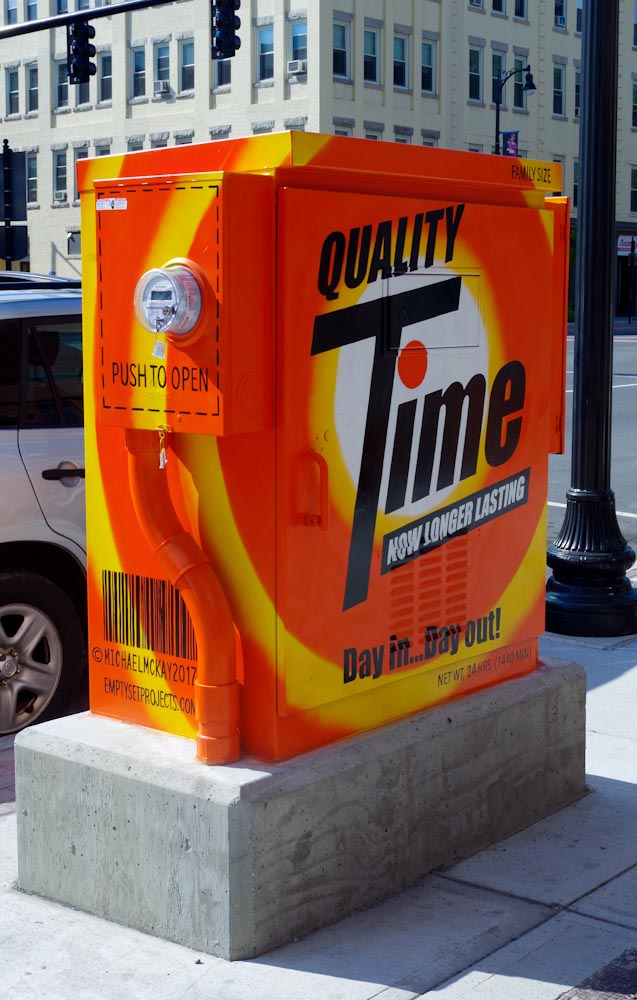 FAMILY SIZE
QUALITY
Time
NOW LONGER LASTING
Day in...Day out!
NET WT. 24 HRS. (1440 MIN)
PUSH TO OPEN
© MICHAELMCKAY2017
EMPTYSETPROJECTS.COM